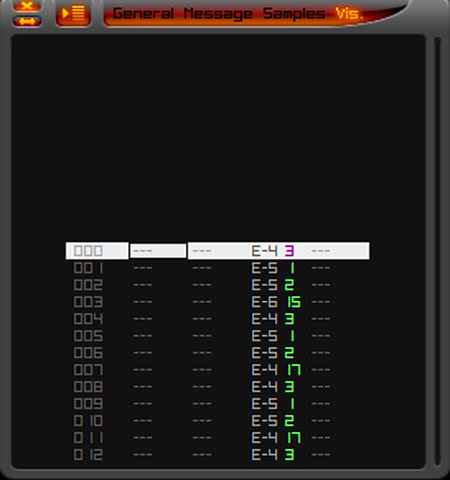 General Message Samples Vis.
000 --- --- E-4 3 ---
001 --- --- E-5 1 ---
002 --- --- E-5 2 ---
003 --- --- E-6 15 ---
004 --- --- E-4 3 ---
005 --- --- E-5 1 ---
006 --- --- E-5 2 ---
007 --- --- E-4 17 ---
008 --- --- E-4 3 ---
009 --- --- E-5 1 ---
010 --- --- E-5 2 ---
011 --- --- E-4 17 ---
012 --- --- E-4 3 ---